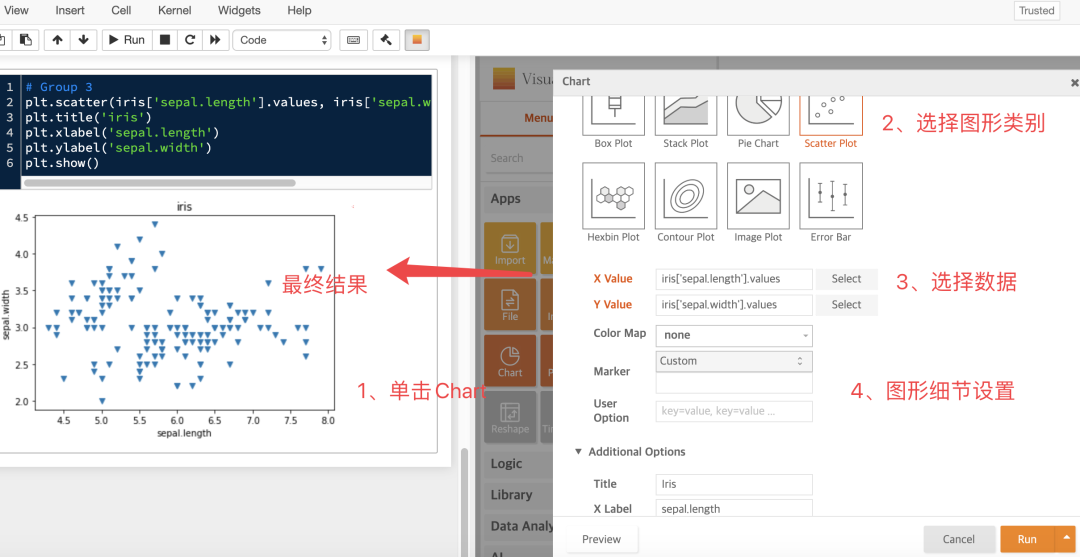 View Insert Cell Kernel Widgets Help
Trusted
Run
Code
1 # Group 3
2 plt.scatter(iris['sepal.length'].values, iris['sepal.w
3 plt.title('iris')
4 plt.xlabel('sepal.length')
5 plt.ylabel('sepal.width')
6 plt.show()
iris
4.5
4.0
3.5
3.0
2.5
2.0
sepal.width
4.5 5.0 5.5 6.0 6.5 7.0 7.5 8.0
sepal.length
最终结果
1、单击Chart
Visua
Menu
Search
Apps
Import
File
Chart
Reshape
Logic
Library
Data Analy
AI
Chart
Box Plot Stack Plot Pie Chart Scatter Plot
2、选择图形类别
Hexbin Plot Contour Plot Image Plot Error Bar
X Value iris['sepal.length'].values Select
3、选择数据
Y Value iris['sepal.width'].values Select
Color Map none
Marker Custom
4、图形细节设置
User Option key=value, key=value ...
Additional Options
Title Iris
X Label sepal.length
Preview Cancel Run